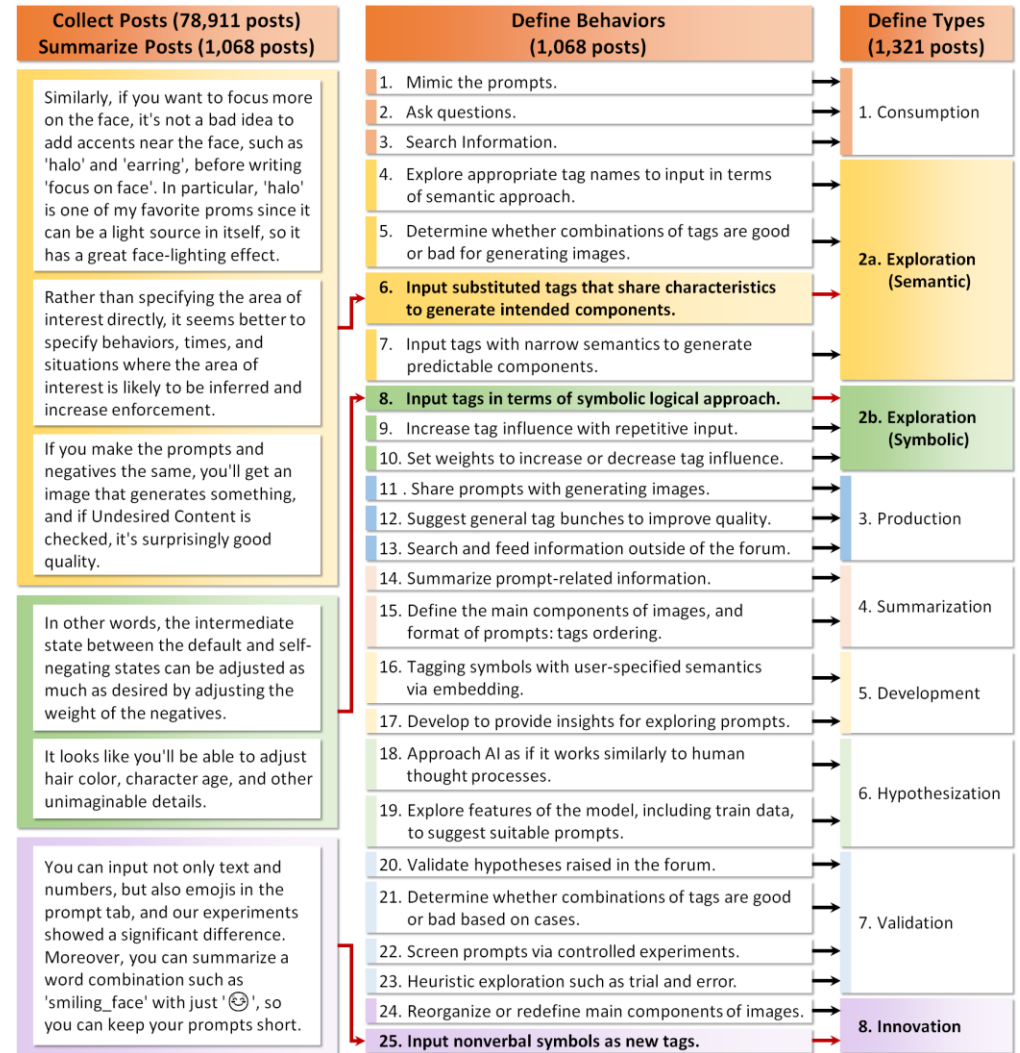 Collect Posts (78,911 posts)
Summarize Posts (1,068 posts)
Similarly, if you want to focus more
on the face, it's not a bad idea to
add accents near the face, such as
'halo' and 'earring', before writing
'focus on face'. In particular, 'halo'
is one of my favorite proms since it
can be a light source in itself, so it
has a great face-lighting effect.
Rather than specifying the area of
interest directly, it seems better to
specify behaviors, times, and
situations where the area of
interest is likely to be inferred and
increase enforcement.
If you make the prompts and
negatives the same, you'll get an
image that generates something,
and if Undesired Content is
checked, it's surprisingly good
quality.
In other words, the intermediate
state between the default and self-
negating states can be adjusted as
much as desired by adjusting the
weight of the negatives.
It looks like you'll be able to adjust
hair color, character age, and other
unimaginable details.
You can input not only text and
numbers, but also emojis in the
prompt tab, and our experiments
showed a significant difference.
Moreover, you can summarize a
word combination such as
'smiling_face' with just '😊', so
you can keep your prompts short.
Define Behaviors
(1,068 posts)
1. Mimic the prompts.
2. Ask questions.
3. Search Information.
4. Explore appropriate tag names to input in terms
of semantic approach.
5. Determine whether combinations of tags are good
or bad for generating images.
6. Input substituted tags that share characteristics
to generate intended components.
7. Input tags with narrow semantics to generate
predictable components.
8. Input tags in terms of symbolic logical approach.
9. Increase tag influence with repetitive input.
10. Set weights to increase or decrease tag influence.
11 . Share prompts with generating images.
12. Suggest general tag bunches to improve quality.
13. Search and feed information outside of the forum.
14. Summarize prompt-related information.
15. Define the main components of images, and
format of prompts: tags ordering.
16. Tagging symbols with user-specified semantics
via embedding.
17. Develop to provide insights for exploring prompts.
18. Approach AI as if it works similarly to human
thought processes.
19. Explore features of the model, including train data,
to suggest suitable prompts.
20. Validate hypotheses raised in the forum.
21. Determine whether combinations of tags are good
or bad based on cases.
22. Screen prompts via controlled experiments.
23. Heuristic exploration such as trial and error.
24. Reorganize or redefine main components of images.
25. Input nonverbal symbols as new tags.
Define Types
(1,321 posts)
1. Consumption
2a. Exploration
(Semantic)
2b. Exploration
(Symbolic)
3. Production
4. Summarization
5. Development
6. Hypothesization
7. Validation
8. Innovation